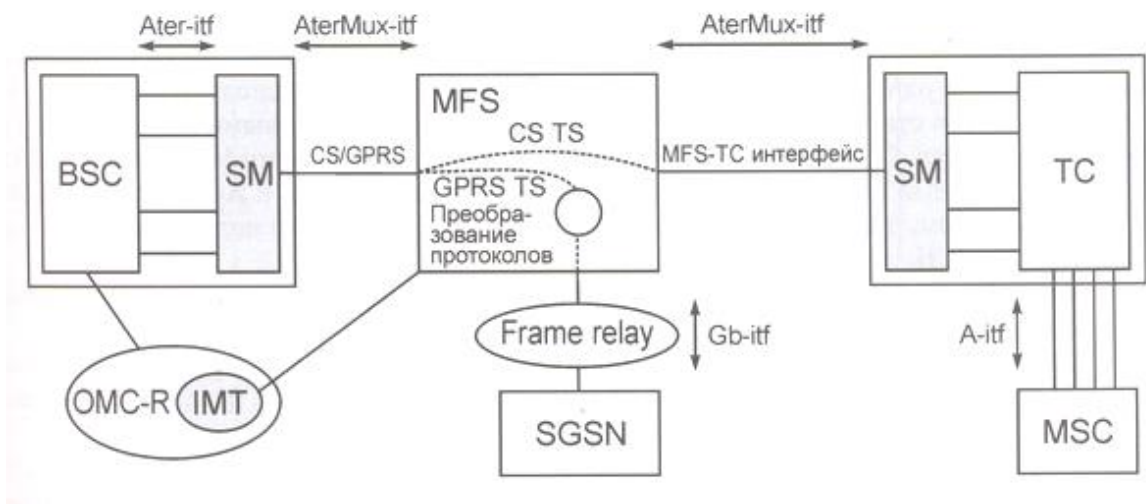 Ater-itf
AterMux-itf
AterMux-itf
BSC
SM
CS/GPRS
MFS
CS TS
GPRS TS
Преобра-
зование
протоколов
MFS-TC интерфейс
SM
TC
Frame relay
Gb-itf
A-itf
OMC-R
IMT
SGSN
MSC